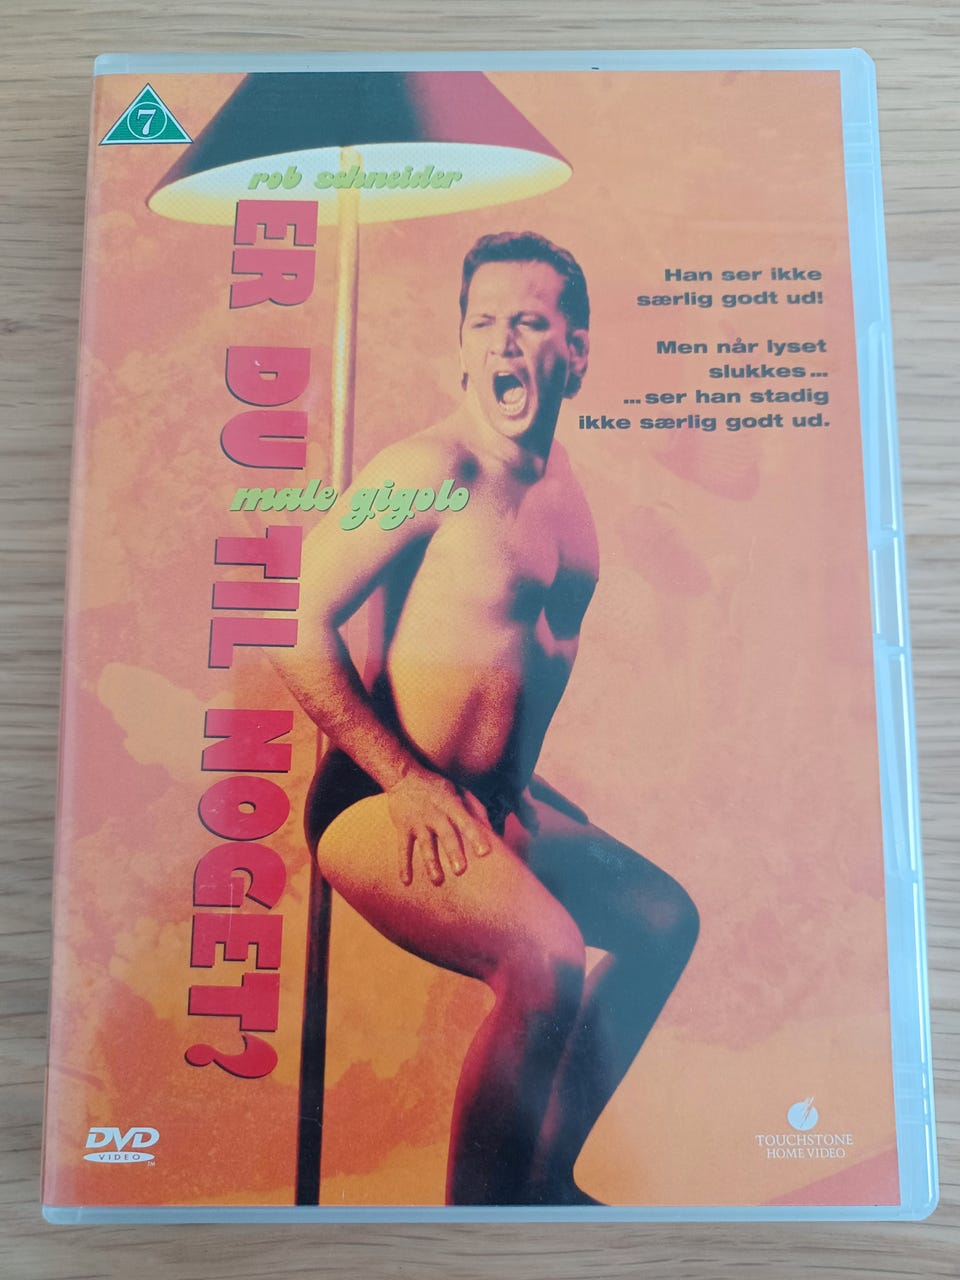 7
rob schneider
ER DU TIL NOGET?
male gigolo
Han ser ikke
særlig godt ud!
Men når lyset
slukkes...
...ser han stadig
ikke særlig godt ud.
DVD
VIDEO
TM
TOUCHSTONE
HOME VIDEO